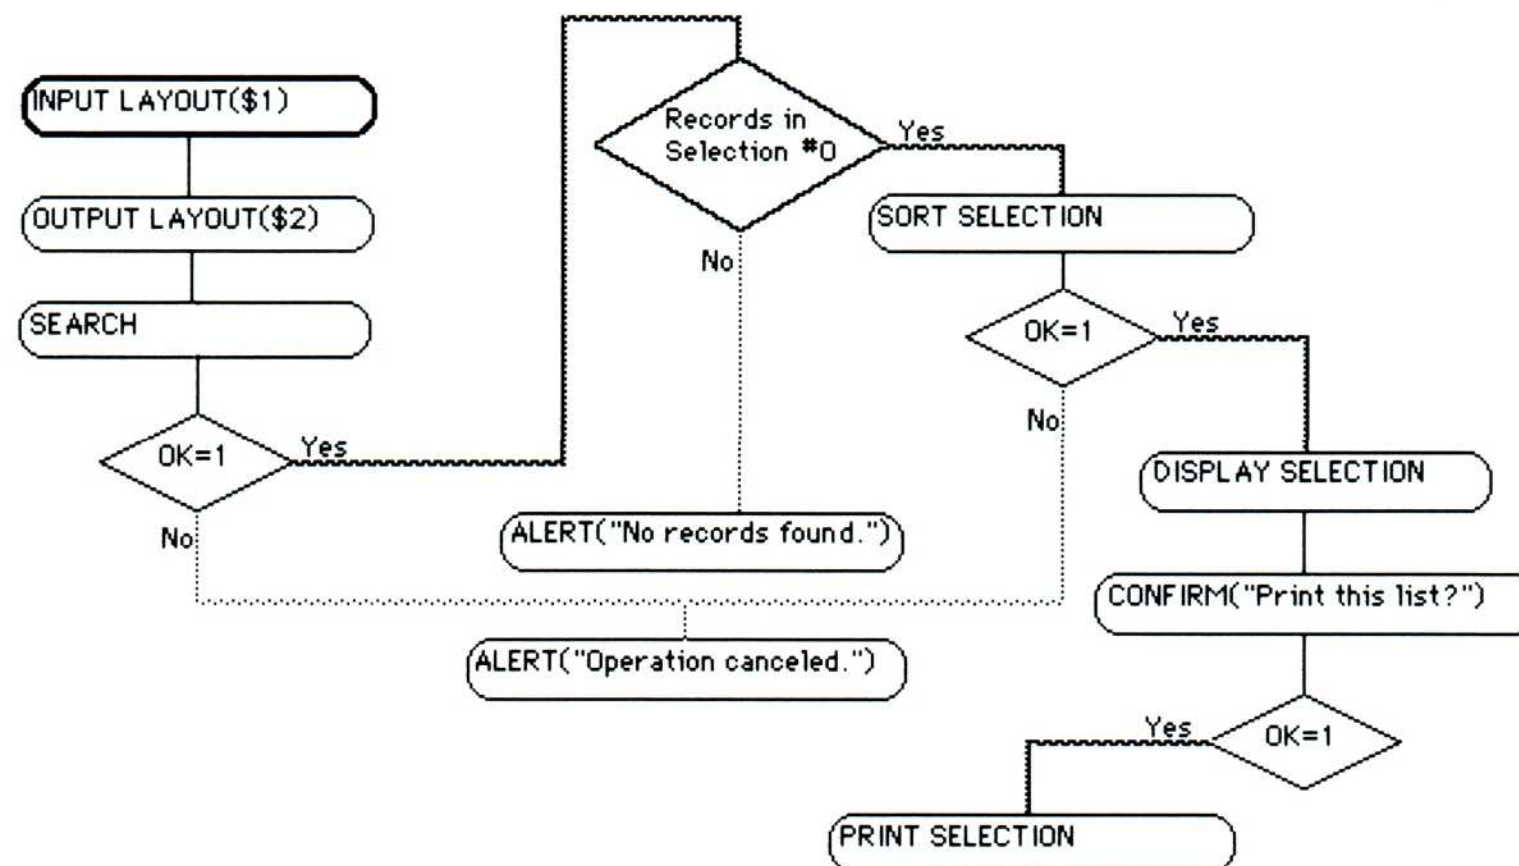 INPUT LAYOUT($1)
OUTPUT LAYOUT($2)
SEARCH
OK=1
Yes
No
Records in
Selection #0
Yes
No
ALERT("No records found.")
ALERT("Operation canceled.")
SORT SELECTION
OK=1
Yes
No
DISPLAY SELECTION
CONFIRM("Print this list?")
OK=1
Yes
PRINT SELECTION